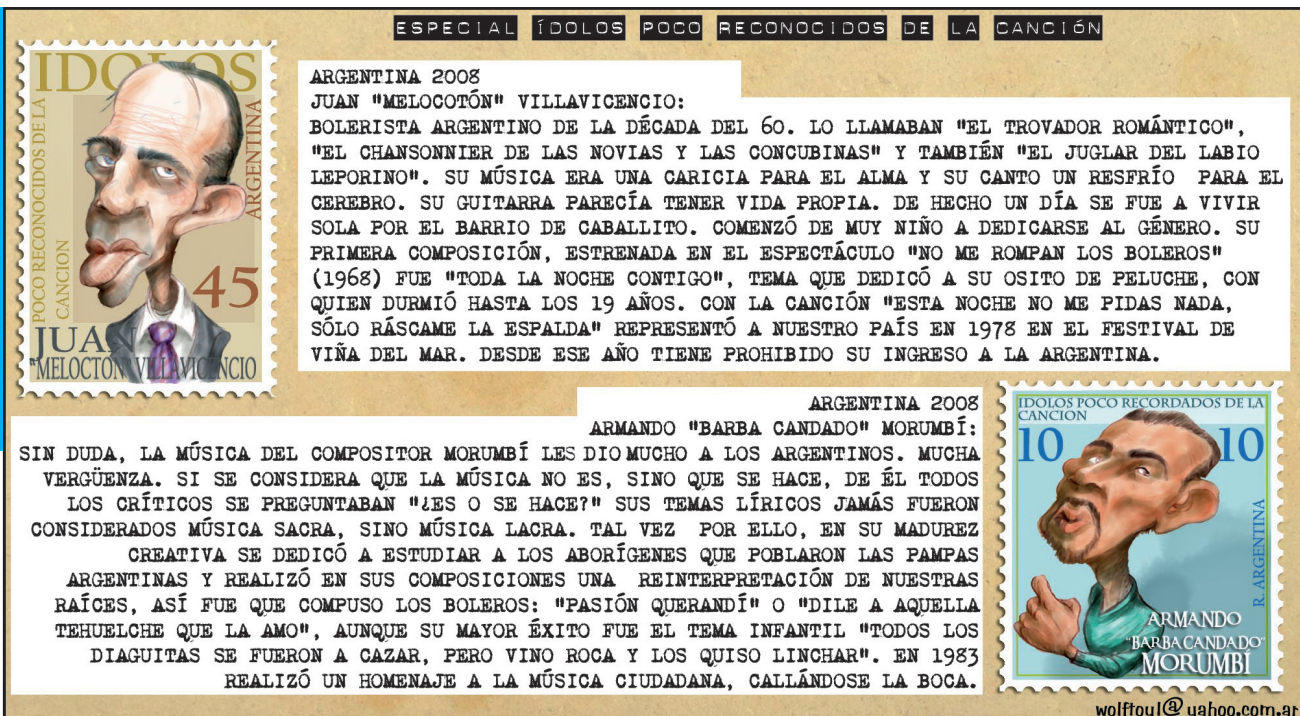 ESPECIAL ÍDOLOS POCO RECONOCIDOS DE LA CANCIÓN
IDOLOS
POCO RECONOCIDOS DE LA
CANCION
ARGENTINA
45
JUAN
"MELOCTÓN" VILLAVICENCIO
ARGENTINA 2008
JUAN "MELOCOTÓN" VILLAVICENCIO:
BOLERISTA ARGENTINO DE LA DÉCADA DEL 60. LO LLAMABAN "EL TROVADOR ROMÁNTICO",
"EL CHANSONNIER DE LAS NOVIAS Y LAS CONCUBINAS" Y TAMBIÉN "EL JUGLAR DEL LABIO
LEPORINO". SU MÚSICA ERA UNA CARICIA PARA EL ALMA Y SU CANTO UN RESFRÍO PARA EL
CEREBRO. SU GUITARRA PARECÍA TENER VIDA PROPIA. DE HECHO UN DÍA SE FUE A VIVIR
SOLA POR EL BARRIO DE CABALLITO. COMENZÓ DE MUY NIÑO A DEDICARSE AL GÉNERO. SU
PRIMERA COMPOSICIÓN, ESTRENADA EN EL ESPECTÁCULO "NO ME ROMPAN LOS BOLEROS"
(1968) FUE "TODA LA NOCHE CONTIGO", TEMA QUE DEDICÓ A SU OSITO DE PELUCHE, CON
QUIEN DURMIÓ HASTA LOS 19 AÑOS. CON LA CANCIÓN "ESTA NOCHE NO ME PIDAS NADA,
SÓLO RÁSCAME LA ESPALDA" REPRESENTÓ A NUESTRO PAÍS EN 1978 EN EL FESTIVAL DE
VIÑA DEL MAR. DESDE ESE AÑO TIENE PROHIBIDO SU INGRESO A LA ARGENTINA.
ARGENTINA 2008
ARMANDO "BARBA CANDADO" MORUMBÍ:
SIN DUDA, LA MÚSICA DEL COMPOSITOR MORUMBÍ LES DIO MUCHO A LOS ARGENTINOS. MUCHA
VERGÜENZA. SI SE CONSIDERA QUE LA MÚSICA NO ES, SINO QUE SE HACE, DE ÉL TODOS
LOS CRÍTICOS SE PREGUNTABAN "¿ES O SE HACE?" SUS TEMAS LÍRICOS JAMÁS FUERON
CONSIDERADOS MÚSICA SACRA, SINO MÚSICA LACRA. TAL VEZ POR ELLO, EN SU MADUREZ
CREATIVA SE DEDICÓ A ESTUDIAR A LOS ABORÍGENES QUE POBLARON LAS PAMPAS
ARGENTINAS Y REALIZÓ EN SUS COMPOSICIONES UNA REINTERPRETACIÓN DE NUESTRAS
RAÍCES, ASÍ FUE QUE COMPUSO LOS BOLEROS: "PASIÓN QUERANDÍ" O "DILE A AQUELLA
TEHUELCHE QUE LA AMO", AUNQUE SU MAYOR ÉXITO FUE EL TEMA INFANTIL "TODOS LOS
DIAGUITAS SE FUERON A CAZAR, PERO VINO ROCA Y LOS QUISO LINCHAR". EN 1983
REALIZÓ UN HOMENAJE A LA MÚSICA CIUDADANA, CALLÁNDOSE LA BOCA.
IDOLOS POCO RECORDADOS DE LA
CANCION
10 10
R. ARGENTINA
ARMANDO
"BARBA CANDADO"
MORUMBÍ
wolftoul@yahoo.com.ar